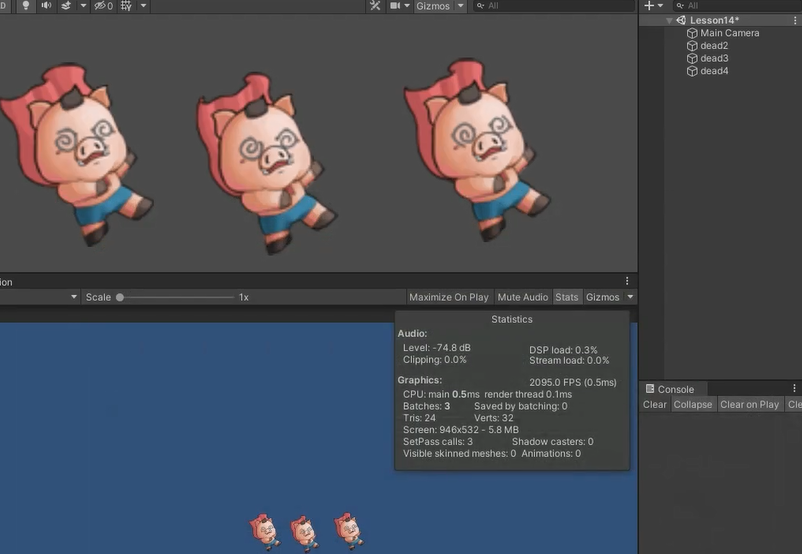 D
0
Gizmos
All
All
Lesson14*
Main Camera
dead2
dead3
dead4
ion
Scale 1x Maximize On Play Mute Audio Stats Gizmos
Statistics
Audio:
Level: -74.8 dB DSP load: 0.3%
Clipping: 0.0% Stream load: 0.0%
Graphics: 2095.0 FPS (0.5ms)
CPU: main 0.5ms render thread 0.1ms
Batches: 3 Saved by batching: 0
Tris: 24 Verts: 32
Screen: 946x532 - 5.8 MB
SetPass calls: 3 Shadow casters: 0
Visible skinned meshes: 0 Animations: 0
Console
Clear Collapse Clear on Play Cle